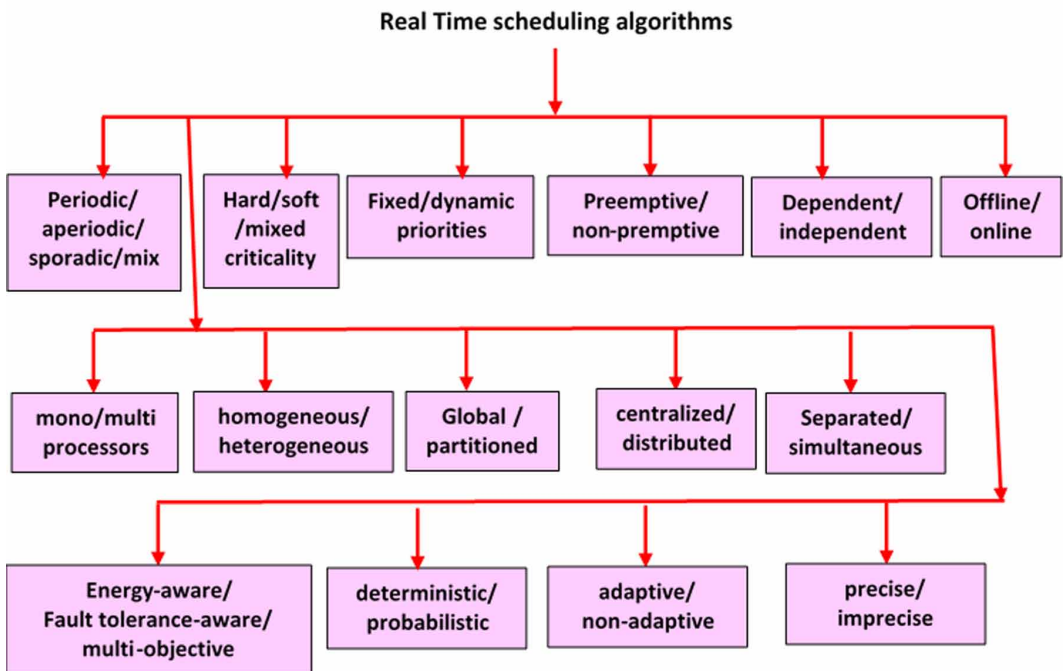 Real Time scheduling algorithms
Periodic/
aperiodic/
sporadic/mix
Hard/soft
/mixed
criticality
Fixed/dynamic
priorities
Preemptive/
non-premptive
Dependent/
independent
Offline/
online
mono/multi
processors
homogeneous/
heterogeneous
Global /
partitioned
centralized/
distributed
Separated/
simultaneous
Energy-aware/
Fault tolerance-aware/
multi-objective
deterministic/
probabilistic
adaptive/
non-adaptive
precise/
imprecise